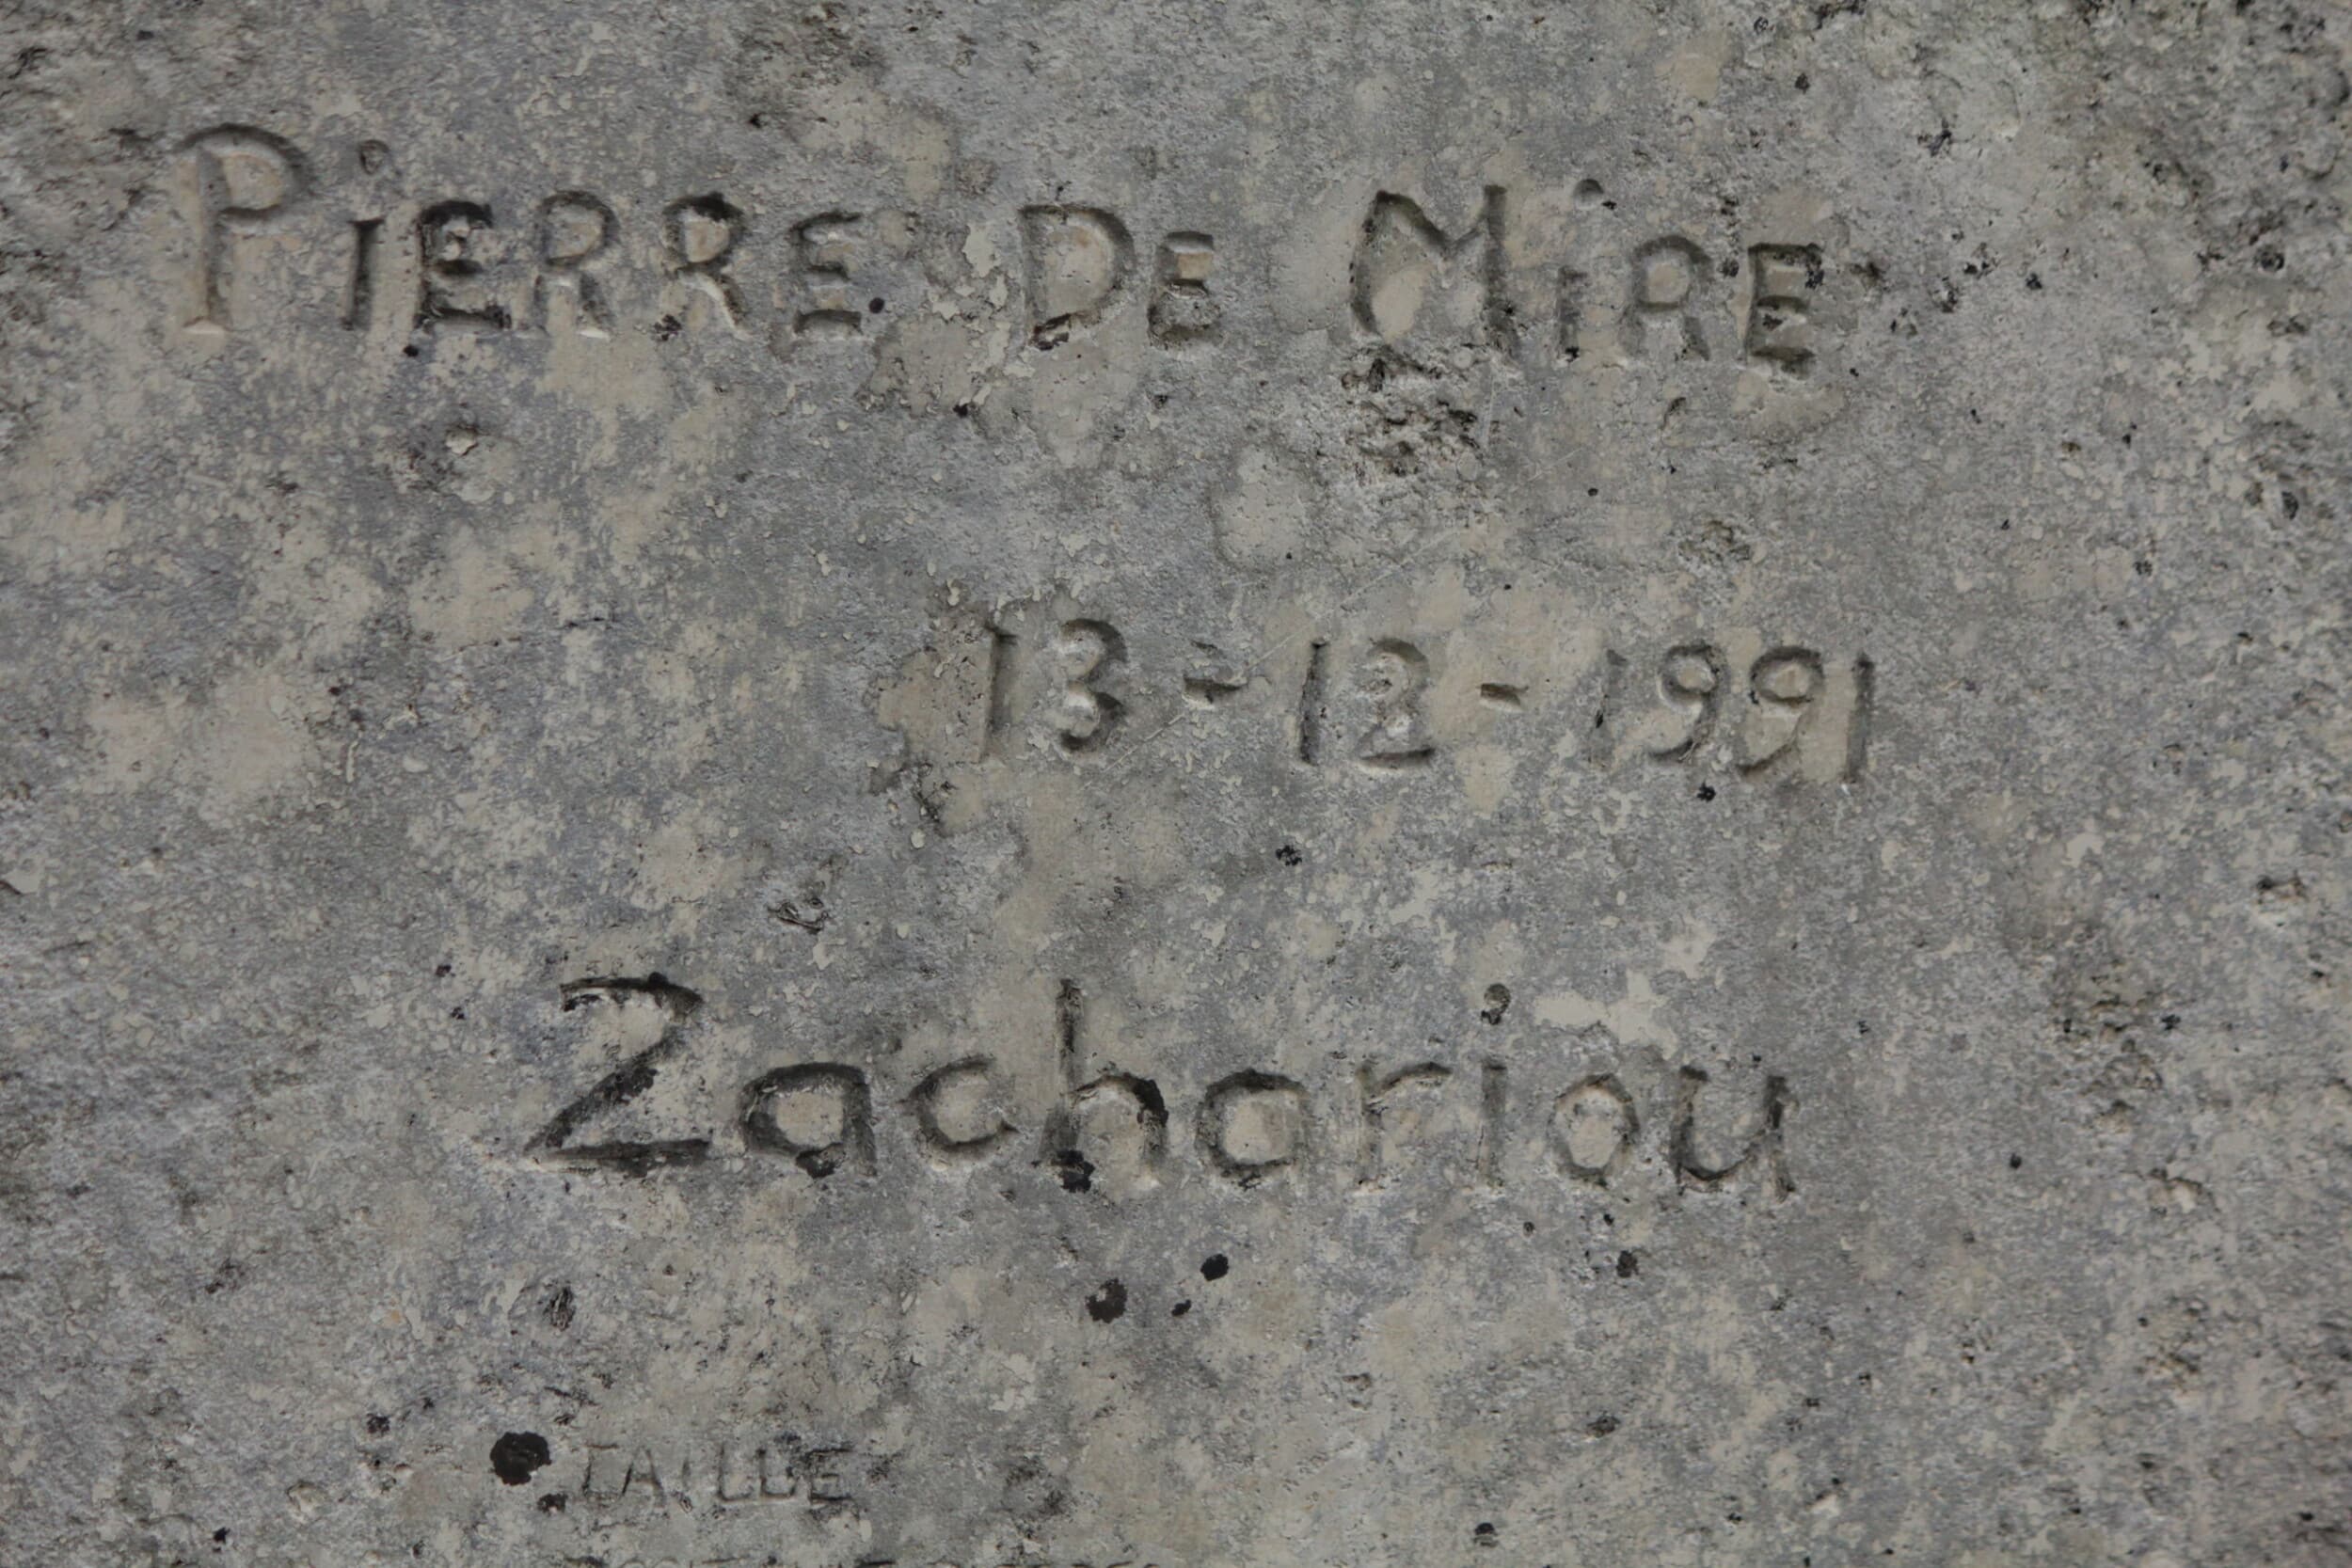 PiERRE DE MiRE
13-12-1991
Zachariou
TAILLE